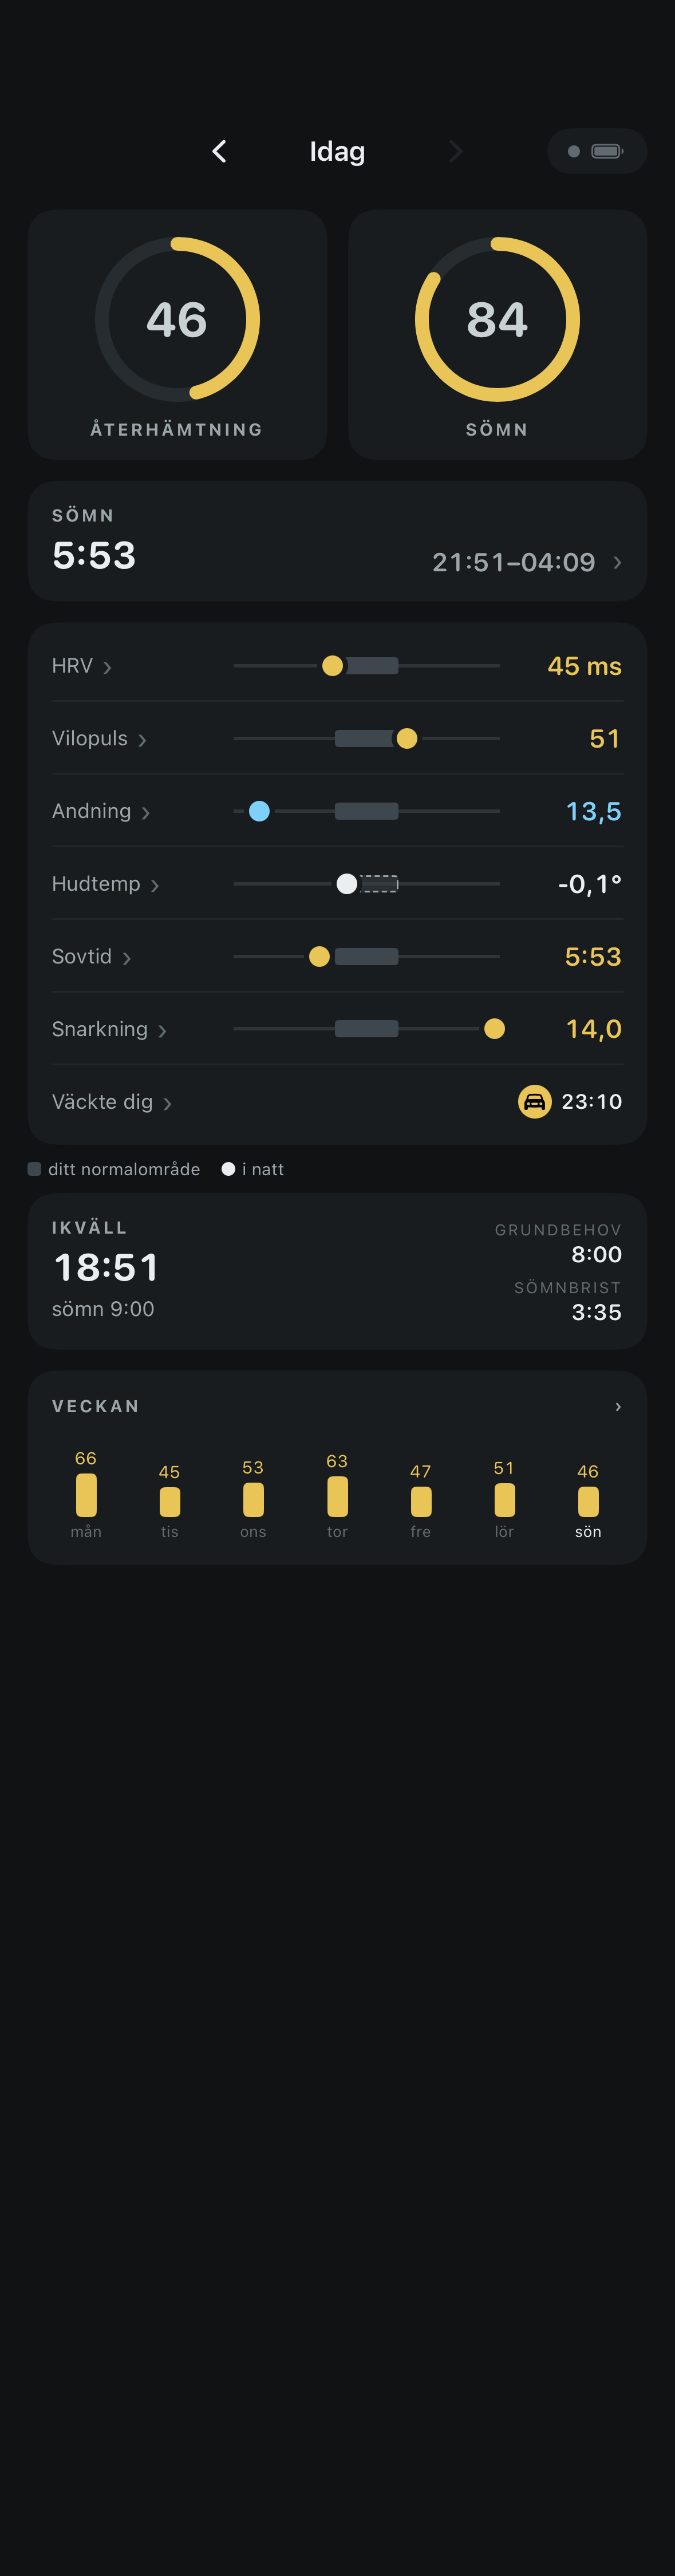 Idag
46
ÅTERHÄMTNING
84
SÖMN
SÖMN
5:53
21:51–04:09
HRV
45 ms
Vilopuls
51
Andning
13,5
Hudtemp
-0,1°
Sovtid
5:53
Snarkning
14,0
Väckte dig
23:10
ditt normalområde
i natt
IKVÄLL
18:51
sömn 9:00
GRUNDBEHOV
8:00
SÖMNBRIST
3:35
VECKAN
66 45 53 63 47 51 46
mån tis ons tor fre lör sön